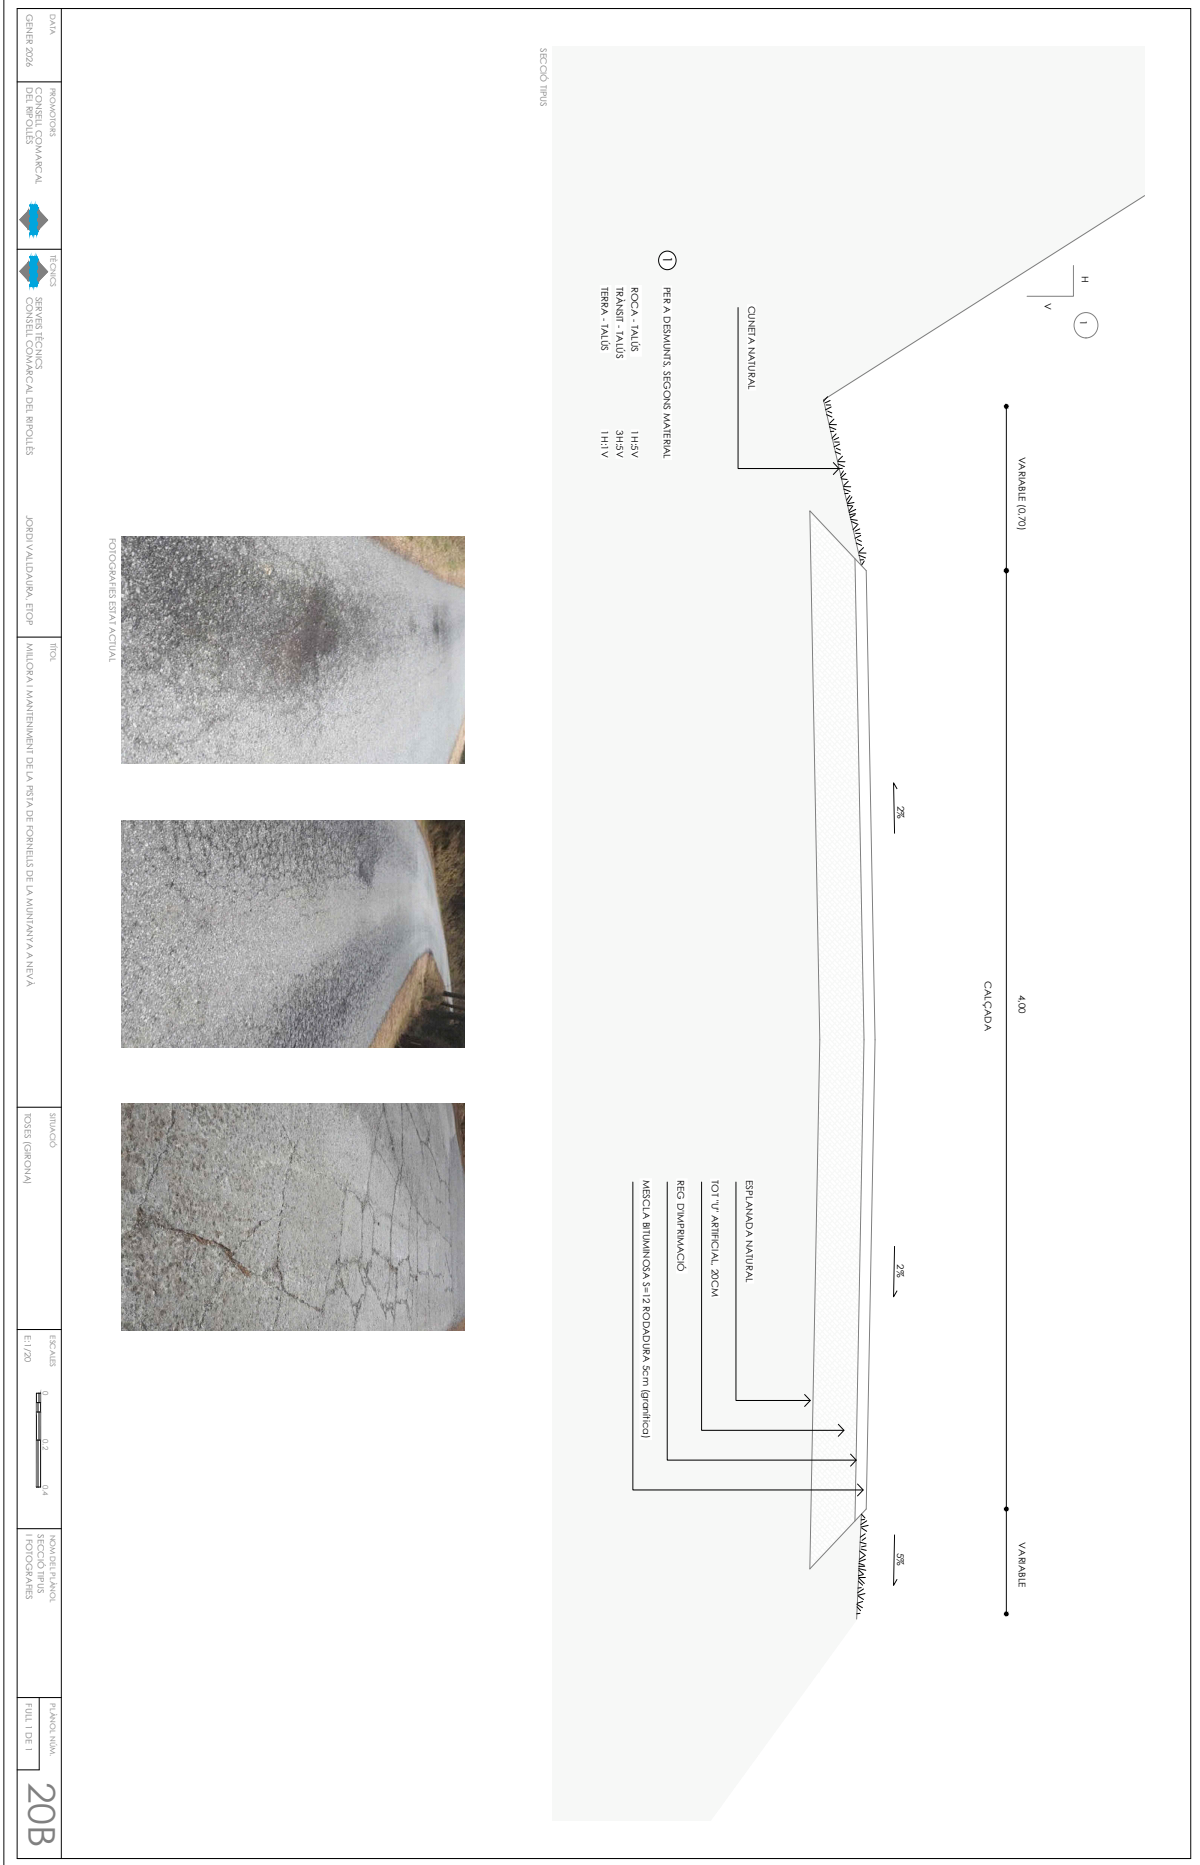 H
V
1
VARIABLE (0,70)
4,00
CALÇADA
VARIABLE
2%
2%
5%
CUNETA NATURAL
1
PER A DESMUNTS, SEGONS MATERIAL
ROCA - TALÚS 1H:5V
TRÀNSIT - TALÚS 3H:5V
TERRA - TALÚS 1H:1V
ESPLANADA NATURAL
TOT "U" ARTIFICIAL, 20CM
REG D'IMPRIMACIÓ
MESCLA BITUMINOSA S=12 RODADURA 5cm (granítica)
SECCIÓ TIPUS
FOTOGRAFIES ESTAT ACTUAL
DATA
GENER 2026
PROMOTORS
CONSELL COMARCAL
DEL RIPOLLÈS
TÈCNICS
SERVEIS TÈCNICS
CONSELL COMARCAL DEL RIPOLLÈS
JORDI VALLDAURA, ETOP
TÍTOL
MILLORA I MANTENIMENT DE LA PISTA DE FORNELLS DE LA MUNTANYA A NEVÀ
SITUACIÓ
TOSES (GIRONA)
ESCALES
E:1/20
0 0.2 0.4
NOM DEL PLÀNOL
SECCIÓ TIPUS
I FOTOGRAFIES
PLÀNOL NÚM.
FULL 1 DE 1
20B